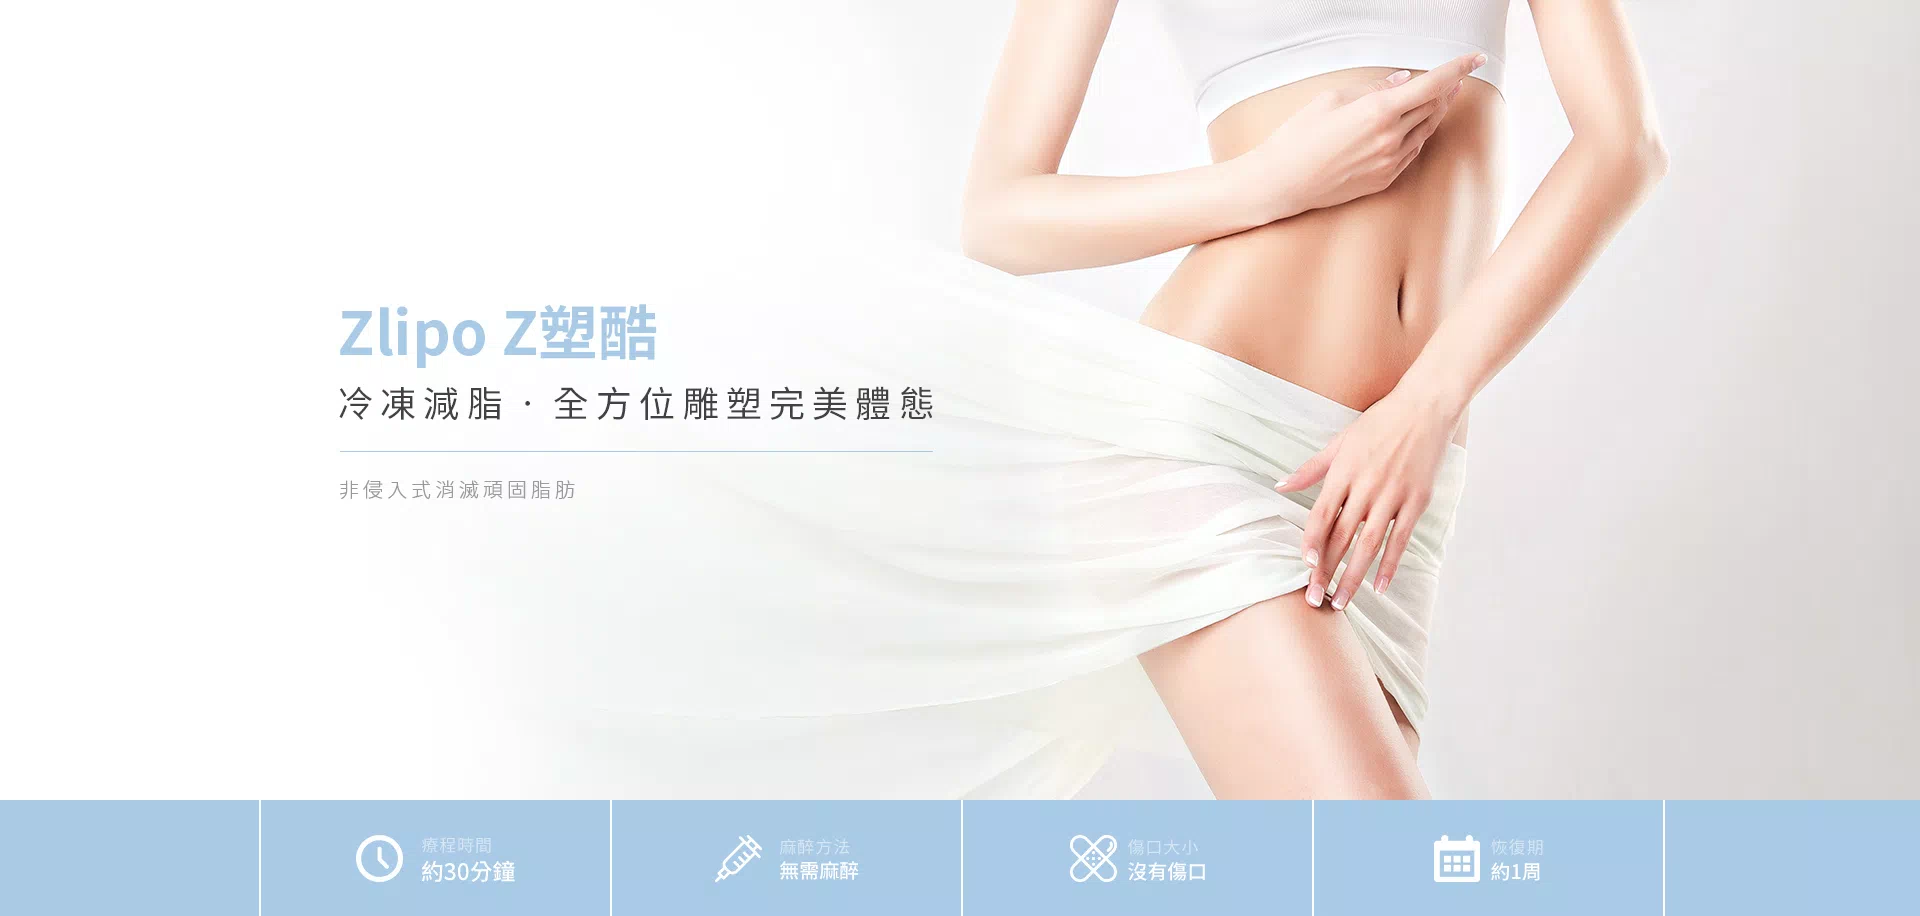 Zlipo Z塑酷
冷凍減脂·全方位雕塑完美體態
非侵入式消滅頑固脂肪
療程時間
約30分鐘
麻醉方法
無需麻醉
傷口大小
沒有傷口
恢復期
約1周